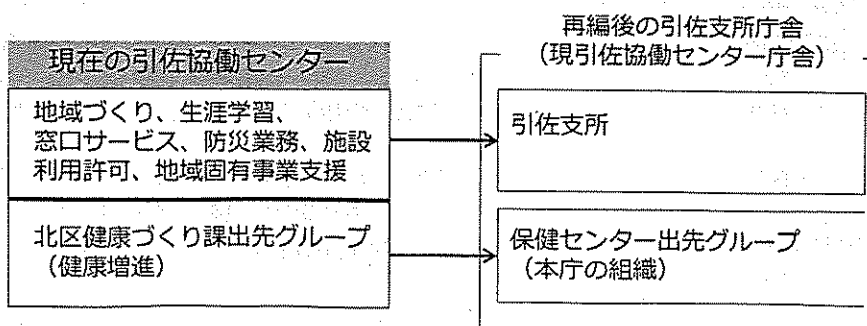 再編後の引佐支所庁舎
（現引佐協働センター庁舎）
現在の引佐協働センター
地域づくり、生涯学習、
窓口サービス、防災業務、施設
利用許可、地域固有事業支援
引佐支所
北区健康づくり課出先グループ
（健康増進）
保健センター出先グループ
（本庁の組織）